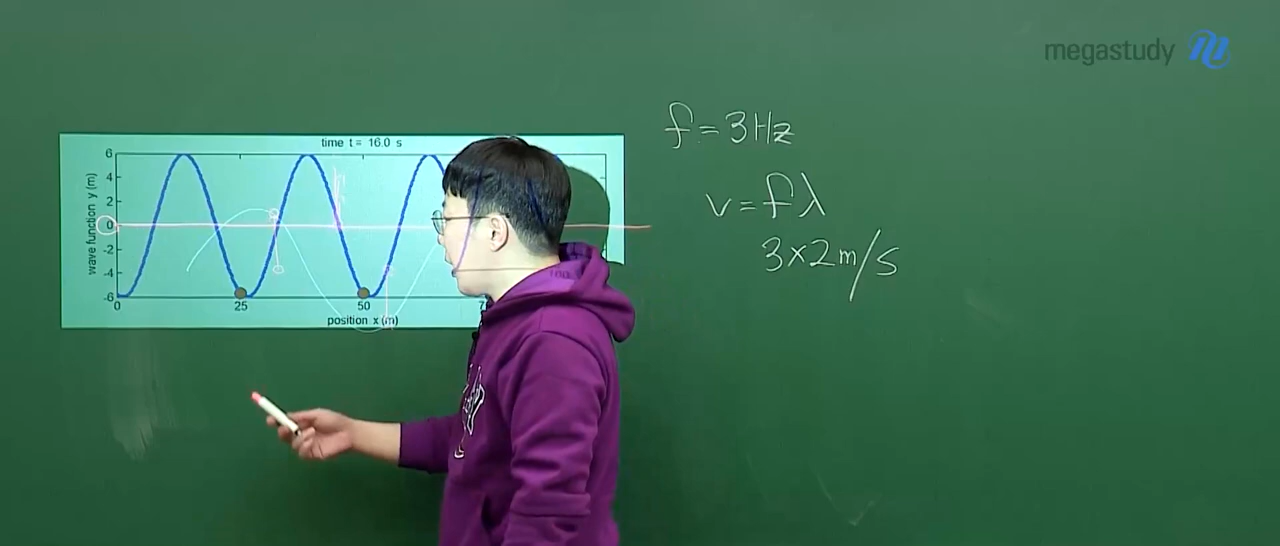 megastudy
time t = 16.0 s
wave function y (m)
6
4
2
0
-2
-4
-6
0
25
50
position x (m)
f=3Hz
v=fλ
3×2m/s